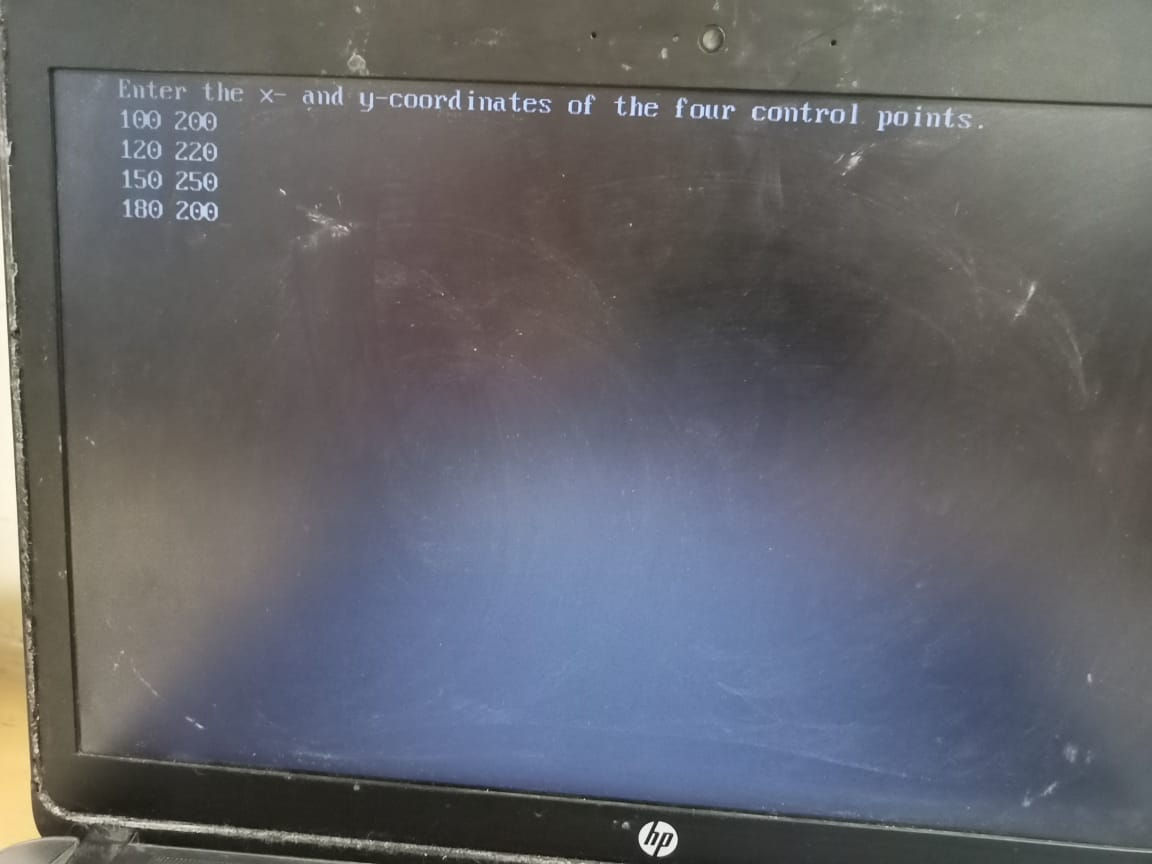 Enter the x- and y-coordinates of the four control points.
100 200
120 220
150 250
180 200
hp